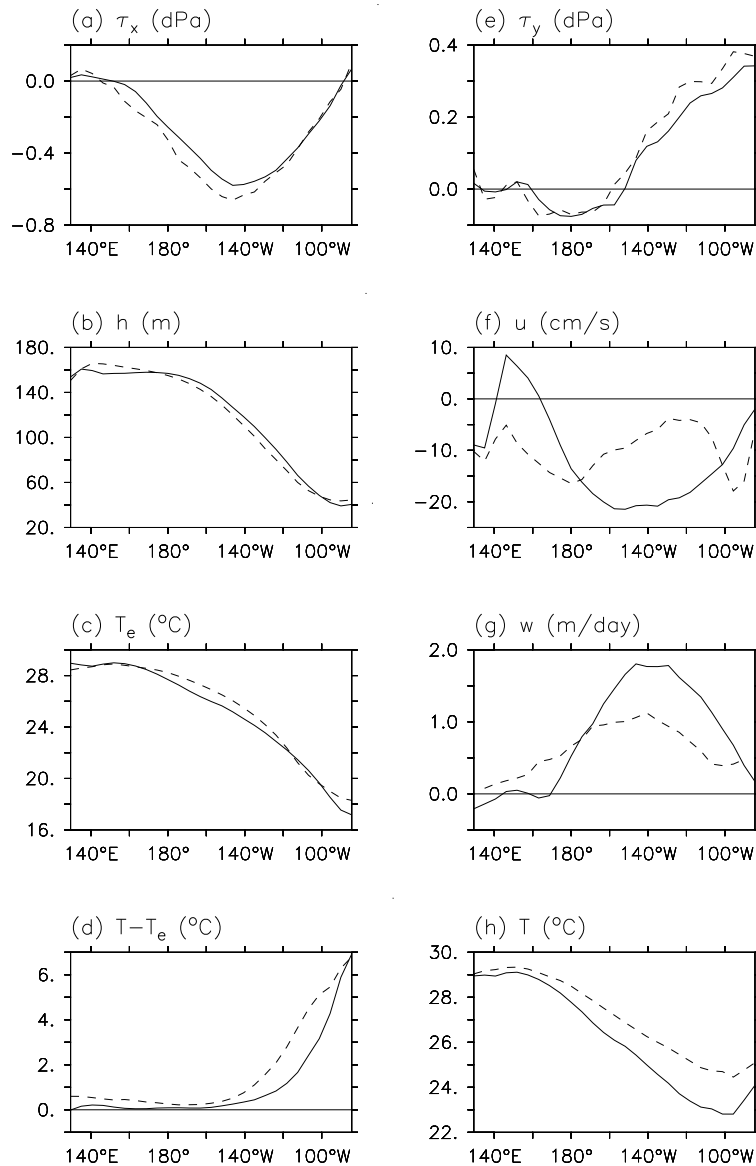 (a) τx (dPa)
0.0
−0.4
−0.8
140°E 180° 140°W 100°W
(b) h (m)
180.
140.
100.
60.
20.
140°E 180° 140°W 100°W
(c) Te (°C)
28.
24.
20.
16.
140°E 180° 140°W 100°W
(d) T−Te (°C)
6.
4.
2.
0.
140°E 180° 140°W 100°W
(e) τy (dPa)
0.4
0.2
0.0
140°E 180° 140°W 100°W
(f) u (cm/s)
10.
0.
−10.
−20.
140°E 180° 140°W 100°W
(g) w (m/day)
2.0
1.0
0.0
140°E 180° 140°W 100°W
(h) T (°C)
30.
28.
26.
24.
22.
140°E 180° 140°W 100°W